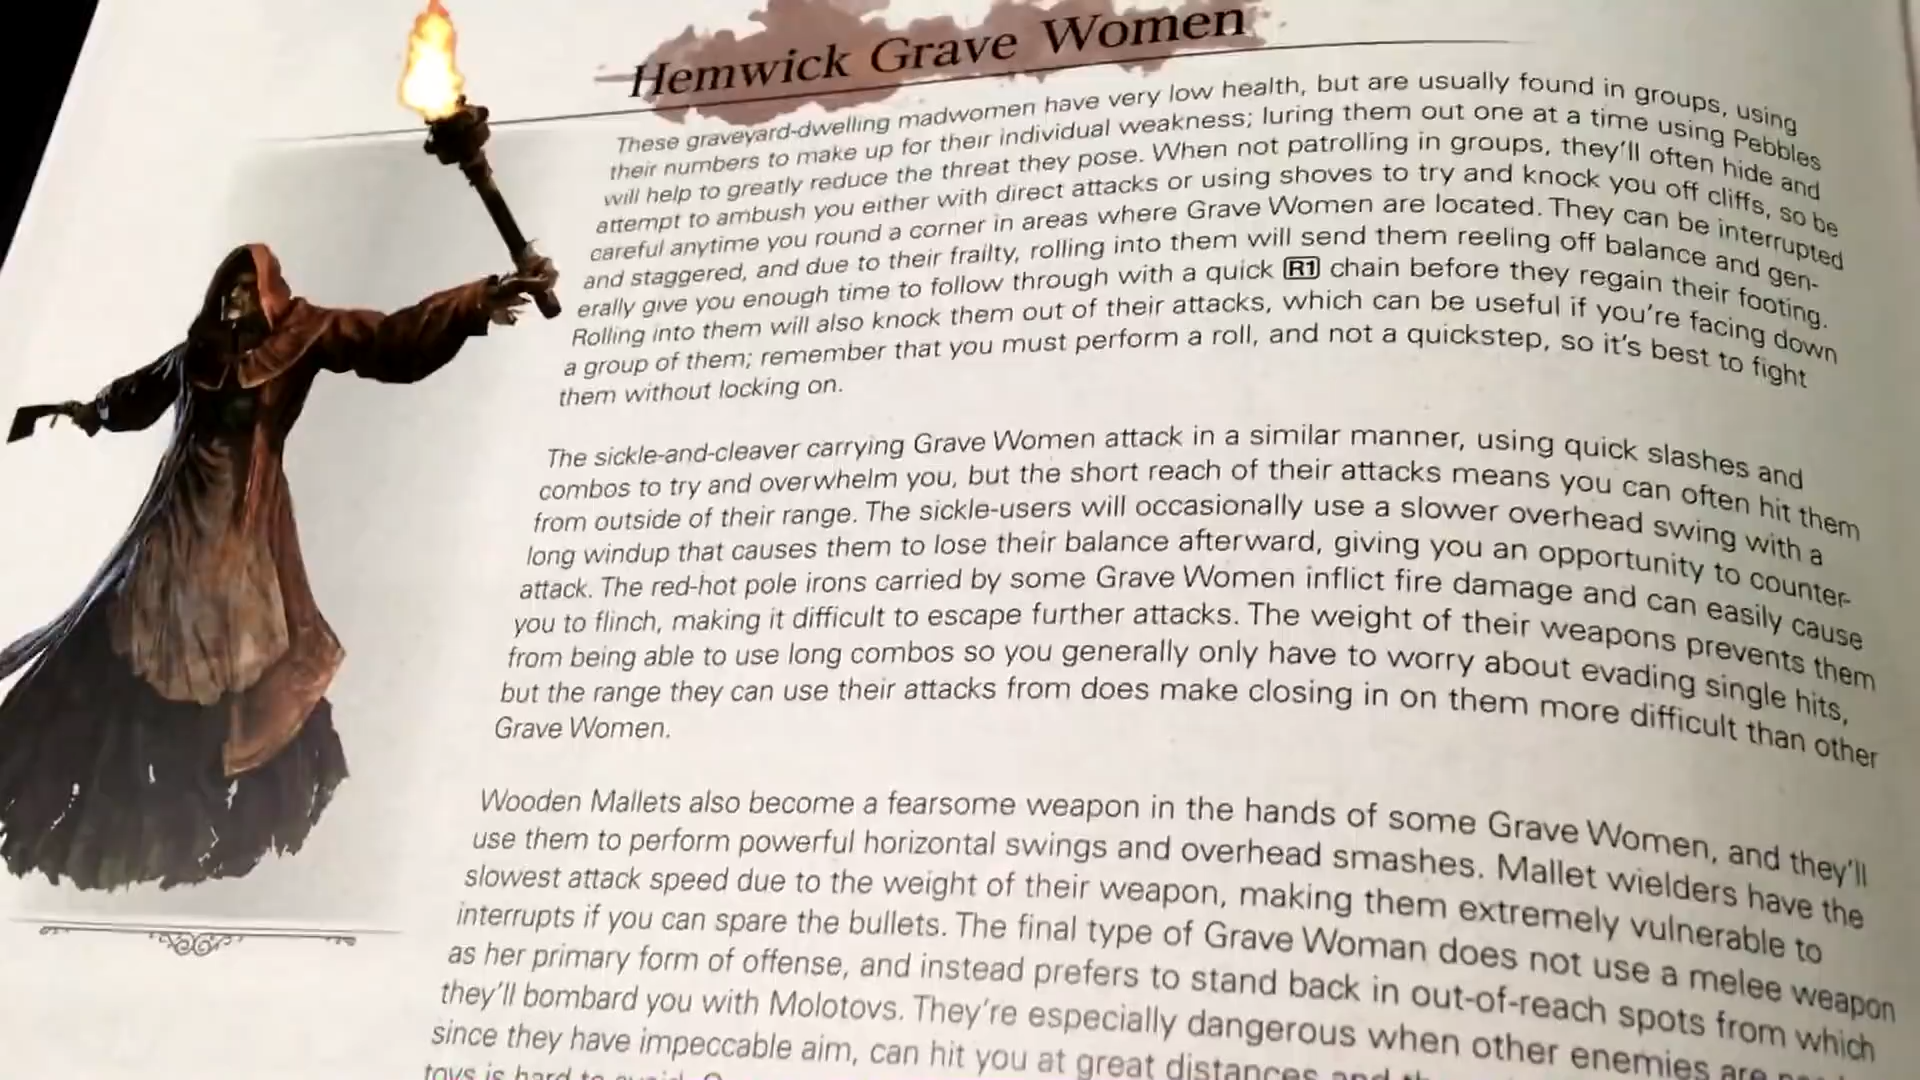 Hemwick Grave Women
These graveyard-dwelling madwomen have very low health, but are usually found in groups, using
their numbers to make up for their individual weakness; luring them out one at a time using Pebbles
will help to greatly reduce the threat they pose. When not patrolling in groups, they'll often hide and
attempt to ambush you either with direct attacks or using shoves to try and knock you off cliffs, so be
careful anytime you round a corner in areas where Grave Women are located. They can be interrupted
and staggered, and due to their frailty, rolling into them will send them reeling off balance and gen-
erally give you enough time to follow through with a quick R1 chain before they regain their footing.
Rolling into them will also knock them out of their attacks, which can be useful if you're facing down
a group of them; remember that you must perform a roll, and not a quickstep, so it's best to fight
them without locking on.
The sickle-and-cleaver carrying Grave Women attack in a similar manner, using quick slashes and
combos to try and overwhelm you, but the short reach of their attacks means you can often hit them
from outside of their range. The sickle-users will occasionally use a slower overhead swing with a
long windup that causes them to lose their balance afterward, giving you an opportunity to counter-
attack. The red-hot pole irons carried by some Grave Women inflict fire damage and can easily cause
you to flinch, making it difficult to escape further attacks. The weight of their weapons prevents them
from being able to use long combos so you generally only have to worry about evading single hits,
but the range they can use their attacks from does make closing in on them more difficult than other
Grave Women.
Wooden Mallets also become a fearsome weapon in the hands of some Grave Women, and they'll
use them to perform powerful horizontal swings and overhead smashes. Mallet wielders have the
slowest attack speed due to the weight of their weapon, making them extremely vulnerable to
interrupts if you can spare the bullets. The final type of Grave Woman does not use a melee weapon
as her primary form of offense, and instead prefers to stand back in out-of-reach spots from which
they'll bombard you with Molotovs. They're especially dangerous when other enemies are
since they have impeccable aim, can hit you at great distances and
toys is hard to